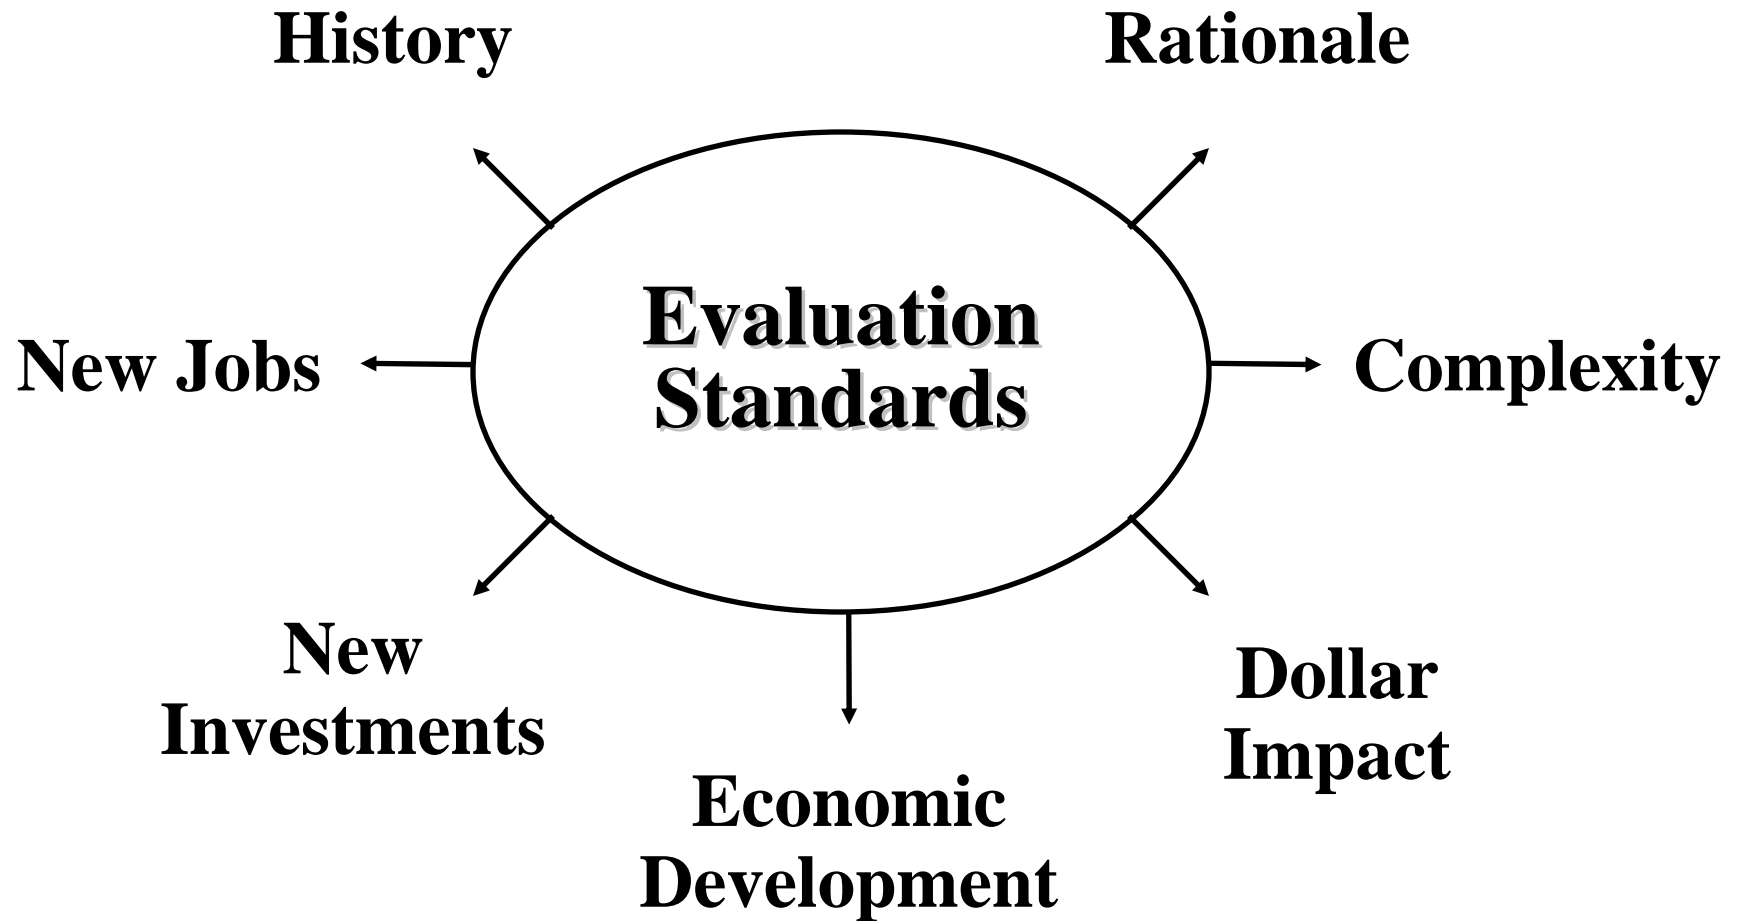 History
Rationale
Evaluation
Standards
New Jobs
Complexity
New
Investments
Dollar
Impact
Economic
Development